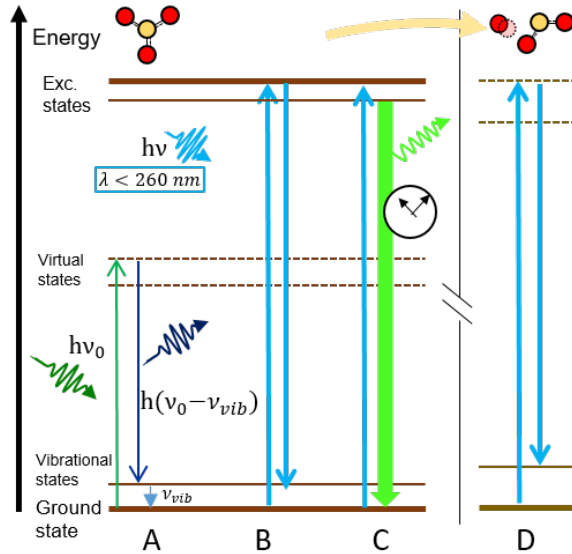 Energy
Exc.
states
hν
λ < 260 nm
Virtual
states
hν₀
h(ν₀−ν𝑣𝑖𝑏)
Vibrational
states
ν𝑣𝑖𝑏
Ground
state
A
B
C
D